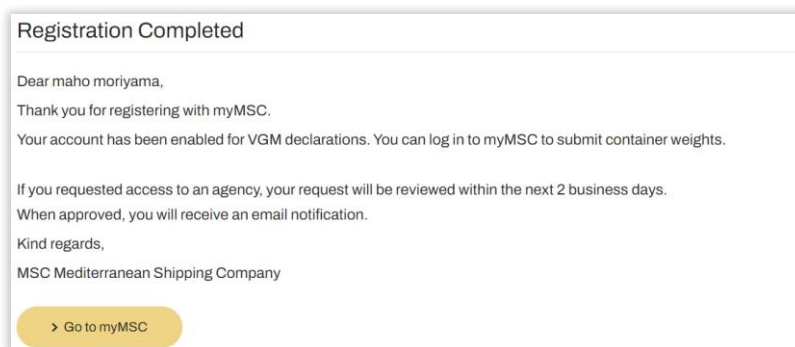 Registration Completed
Dear maho moriyama,
Thank you for registering with myMSC.
Your account has been enabled for VGM declarations. You can log in to myMSC to submit container weights.
If you requested access to an agency, your request will be reviewed within the next 2 business days.
When approved, you will receive an email notification.
Kind regards,
MSC Mediterranean Shipping Company
> Go to myMSC